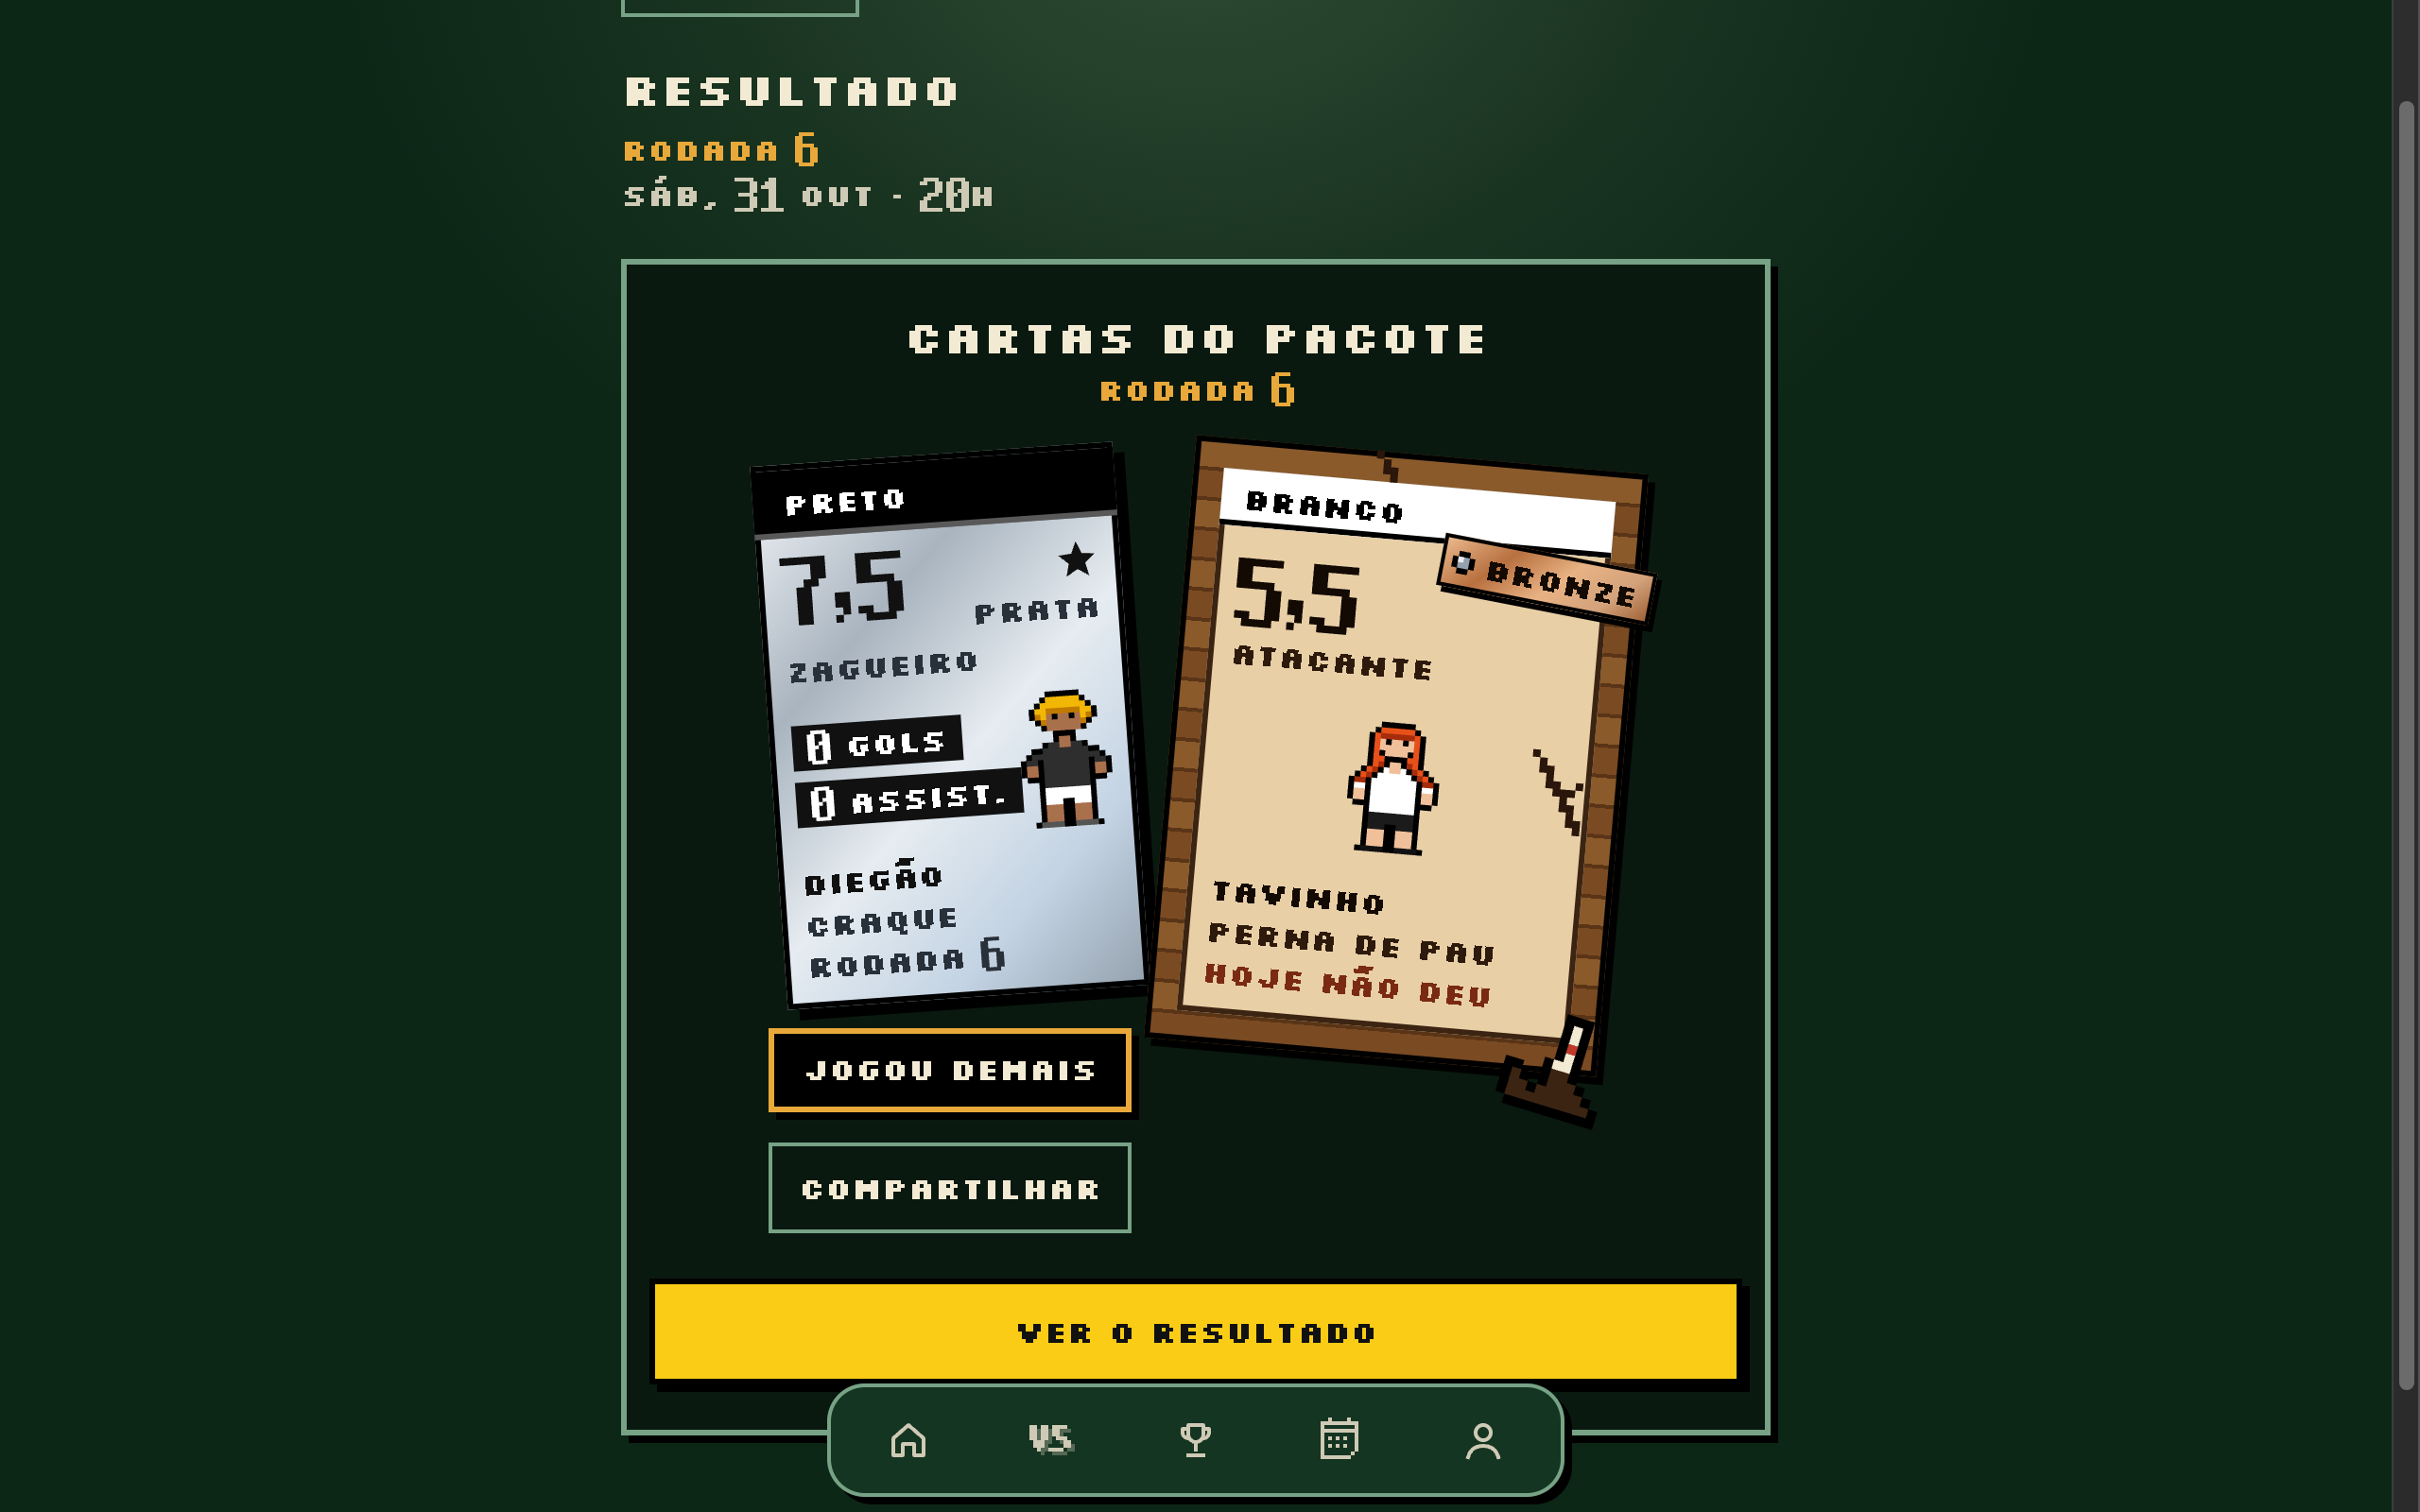 RESULTADO
RODADA 6
SÁB, 31 OUT - 20H
CARTAS DO PACOTE
RODADA 6
PRETO
7,5
PRATA
ZAGUEIRO
0 GOLS
0 ASSIST.
DIEGÃO
CRAQUE
RODADA 6
BRANCO
BRONZE
5,5
ATACANTE
TAVINHO
PERNA DE PAU
HOJE NÃO DEU
JOGOU DEMAIS
COMPARTILHAR
VER O RESULTADO
VS